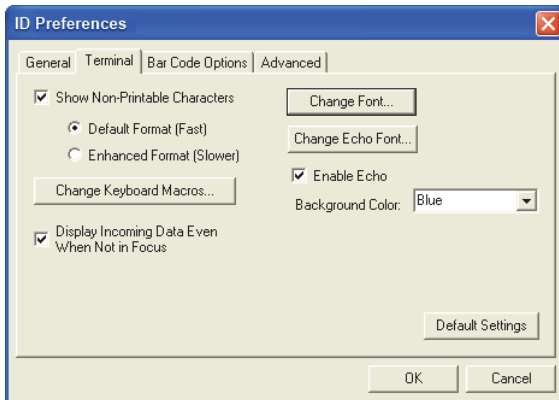 ID Preferences
General Terminal Bar Code Options Advanced
Show Non-Printable Characters
Default Format (Fast)
Enhanced Format (Slower)
Change Keyboard Macros...
Display Incoming Data Even
When Not in Focus
Change Font...
Change Echo Font...
Enable Echo
Background Color: Blue
Default Settings
OK Cancel